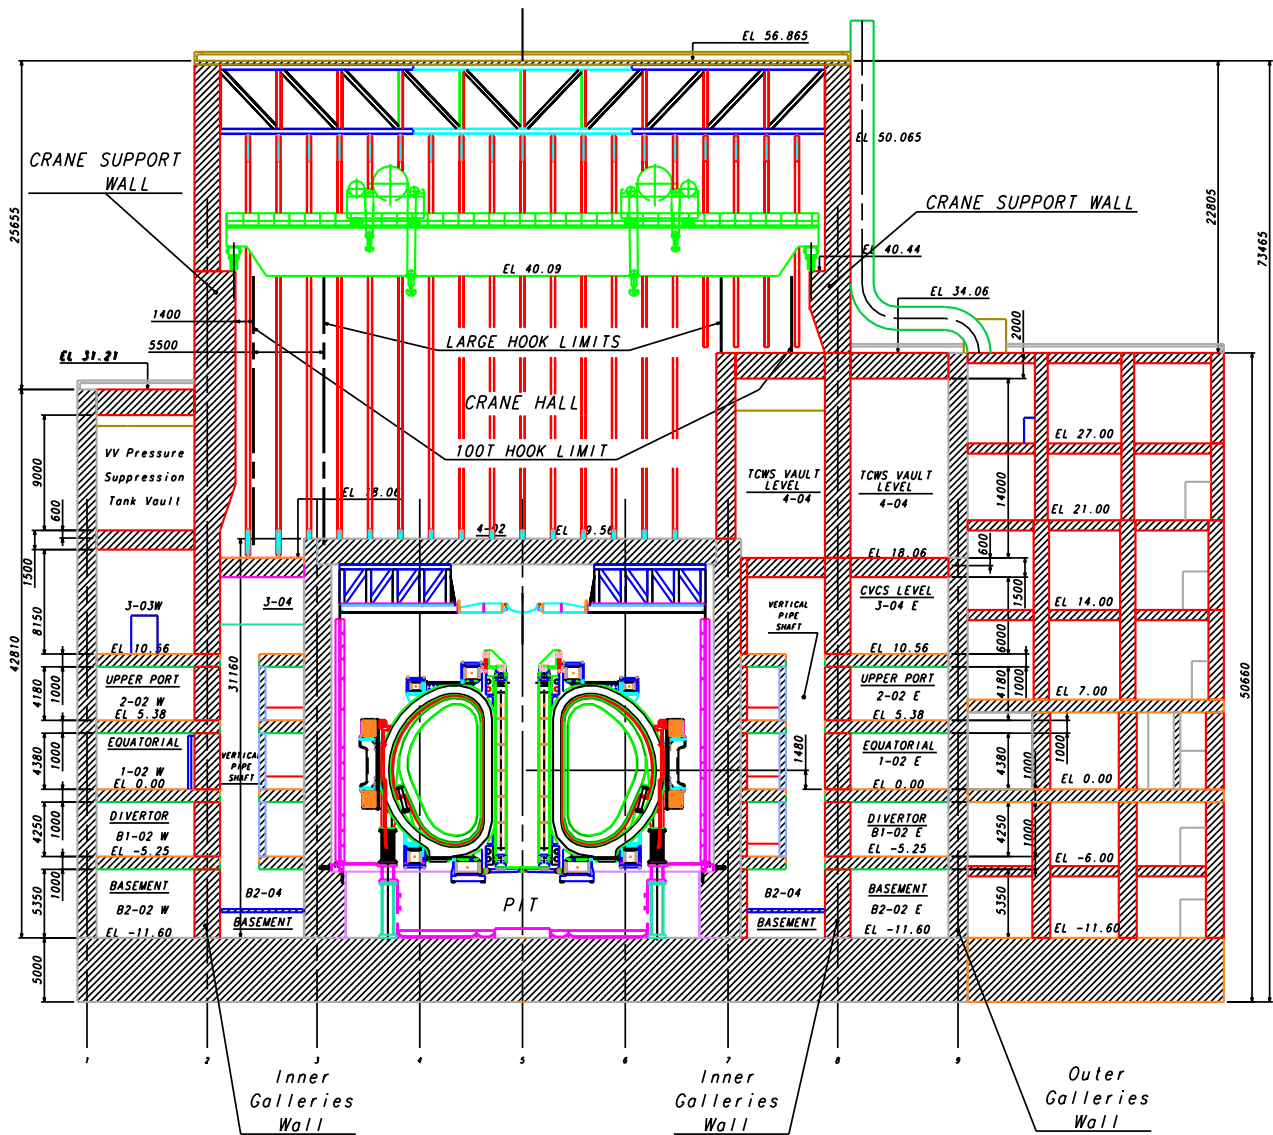 EL 56.865
EL 50.065
CRANE SUPPORT
WALL
CRANE SUPPORT WALL
25655
22805
73465
EL 40.44
EL 40.09
EL 34.06
1400
2000
5500
LARGE HOOK LIMITS
EL 31.21
CRANE HALL
100T HOOK LIMIT
EL 27.00
VV Pressure
Suppression
Tank Vault
TCWS VAULT
LEVEL
4-04
TCWS VAULT
LEVEL
4-04
9000
600
14000
EL 18.06
EL 21.00
4-02
EL 18.06
600
1500
1500
CVCS LEVEL
3-04 E
EL 14.00
3-03W
3-04
VERTICAL
PIPE
SHAFT
8150
6000
42810
31160
50660
EL 10.56
EL 10.56
UPPER PORT
2-02 W
EL 5.38
UPPER PORT
2-02 E
EL 5.38
4180
1000
4180
1000
EL 7.00
EQUATORIAL
1-02 W
EL 0.00
VERTICAL
PIPE
SHAFT
1480
EQUATORIAL
1-02 E
EL 0.00
4380
1000
4380
1000
1000
EL 0.00
DIVERTOR
B1-02 W
EL -5.25
DIVERTOR
B1-02 E
EL -5.25
4250
1000
4250
1000
EL -6.00
BASEMENT
B2-02 W
EL -11.60
B2-04
BASEMENT
PIT
B2-04
BASEMENT
BASEMENT
B2-02 E
EL -11.60
5350
1000
5350
EL -11.60
5000
1
2
3
4
5
6
7
8
9
Inner
Galleries
Wall
Inner
Galleries
Wall
Outer
Galleries
Wall